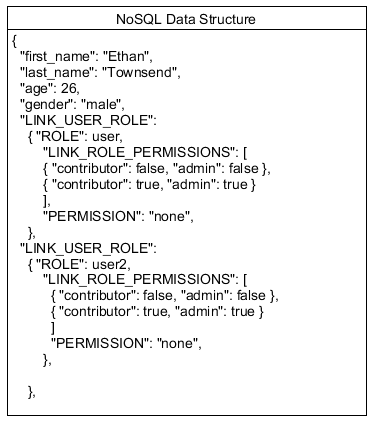 NoSQL Data Structure
{
"first_name": "Ethan",
"last_name": "Townsend",
"age": 26,
"gender": "male",
"LINK_USER_ROLE":
{ "ROLE": user,
"LINK_ROLE_PERMISSIONS": [
{ "contributor": false, "admin": false },
{ "contributor": true, "admin": true }
],
"PERMISSION": "none",
},
"LINK_USER_ROLE":
{ "ROLE": user2,
"LINK_ROLE_PERMISSIONS": [
{ "contributor": false, "admin": false },
{ "contributor": true, "admin": true }
]
"PERMISSION": "none",
},
},